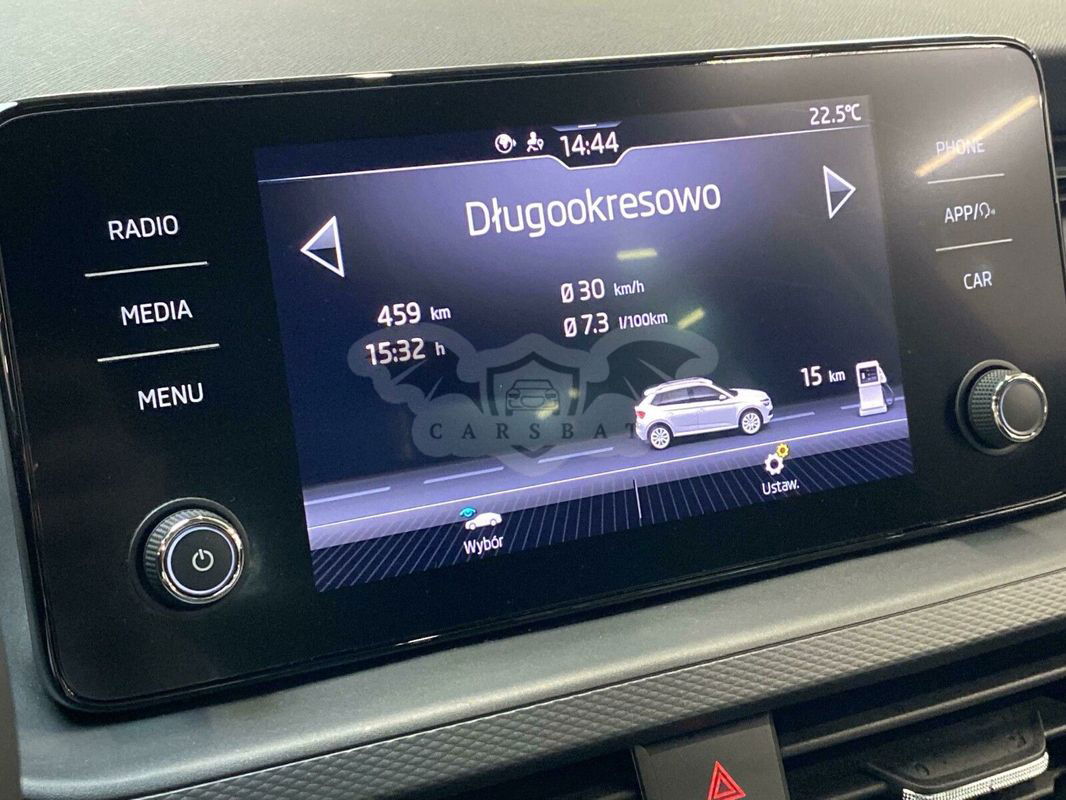 22.5°C
14:44
Długookresowo
459 km
15:32 h
Ø 30 km/h
Ø 7.3 l/100km
15 km
Wybór
Ustaw.
RADIO
MEDIA
MENU
PHONE
APP/
CAR
CARSBAT